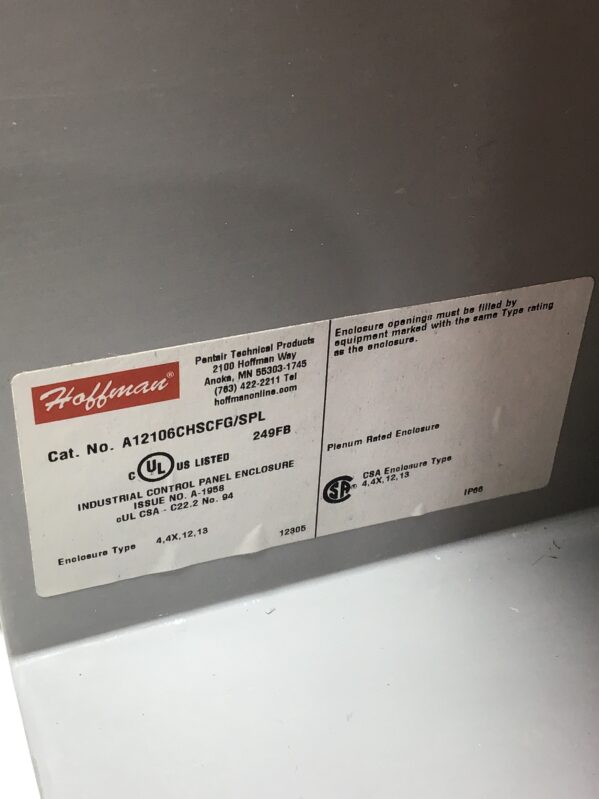 Hoffman®
Pentair Technical Products
2100 Hoffman Way
Anoka, MN 55303-1745
(763) 422-2211 Tel
hoffmanonline.com
Cat. No. A12106CHSCFG/SPL
249FB
C UL US LISTED
INDUSTRIAL CONTROL PANEL ENCLOSURE
ISSUE NO. A-1958
cUL CSA - C22.2 No. 94
Enclosure Type 4,4X,12,13
12305
Enclosure openings must be filled by
equipment marked with the same Type rating
as the enclosure.
Plenum Rated Enclosure
SA® CSA Enclosure Type
4,4X,12,13
IP66